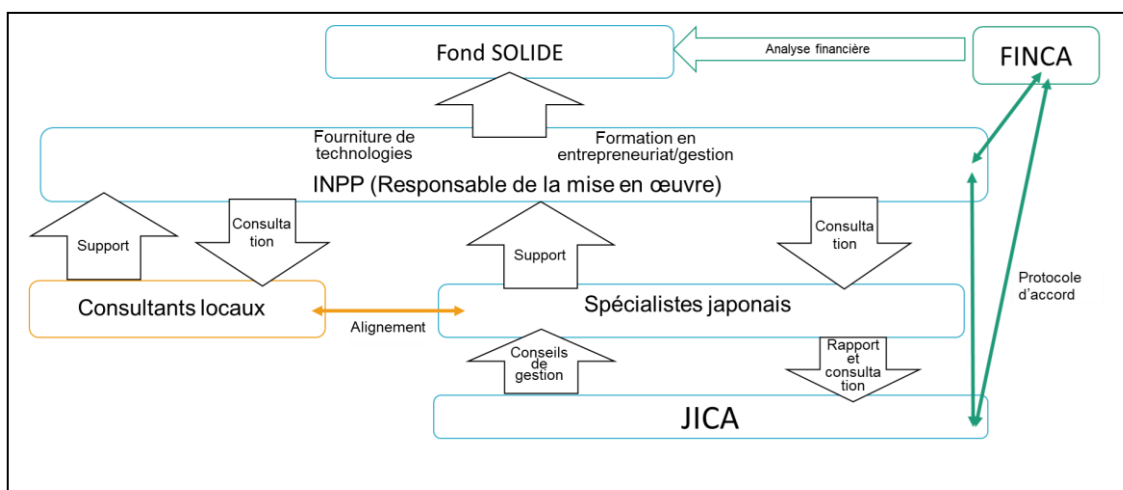 Fond SOLIDE
Analyse financière
FINCA
Fourniture de
technologies
Formation en
entrepreneuriat/gestion
INPP (Responsable de la mise en œuvre)
Support
Consulta
tion
Support
Consulta
tion
Protocole
d'accord
Consultants locaux
Alignement
Spécialistes japonais
Conseils
de
gestion
Rapport
et
consulta
tion
JICA